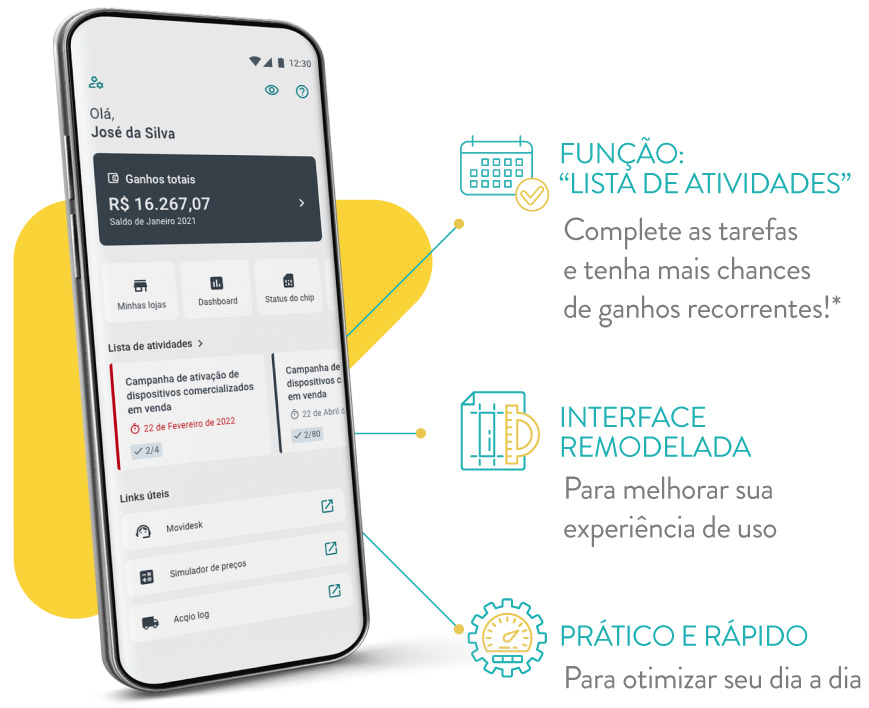 12:30
Olá,
José da Silva
Ganhos totais
R$ 16.267,07
Saldo de Janeiro 2021
Minhas lojas
Dashboard
Status do chip
Lista de atividades
Campanha de ativação de
dispositivos comercializados
em venda
22 de Fevereiro de 2022
2/4
Campanha de
dispositivos c
em venda
22 de Abril
2/80
Links úteis
Movidesk
Simulador de preços
Acqio log
FUNÇÃO:
“LISTA DE ATIVIDADES”
Complete as tarefas
e tenha mais chances
de ganhos recorrentes!*
INTERFACE
REMODELADA
Para melhorar sua
experiência de uso
PRÁTICO E RÁPIDO
Para otimizar seu dia a dia